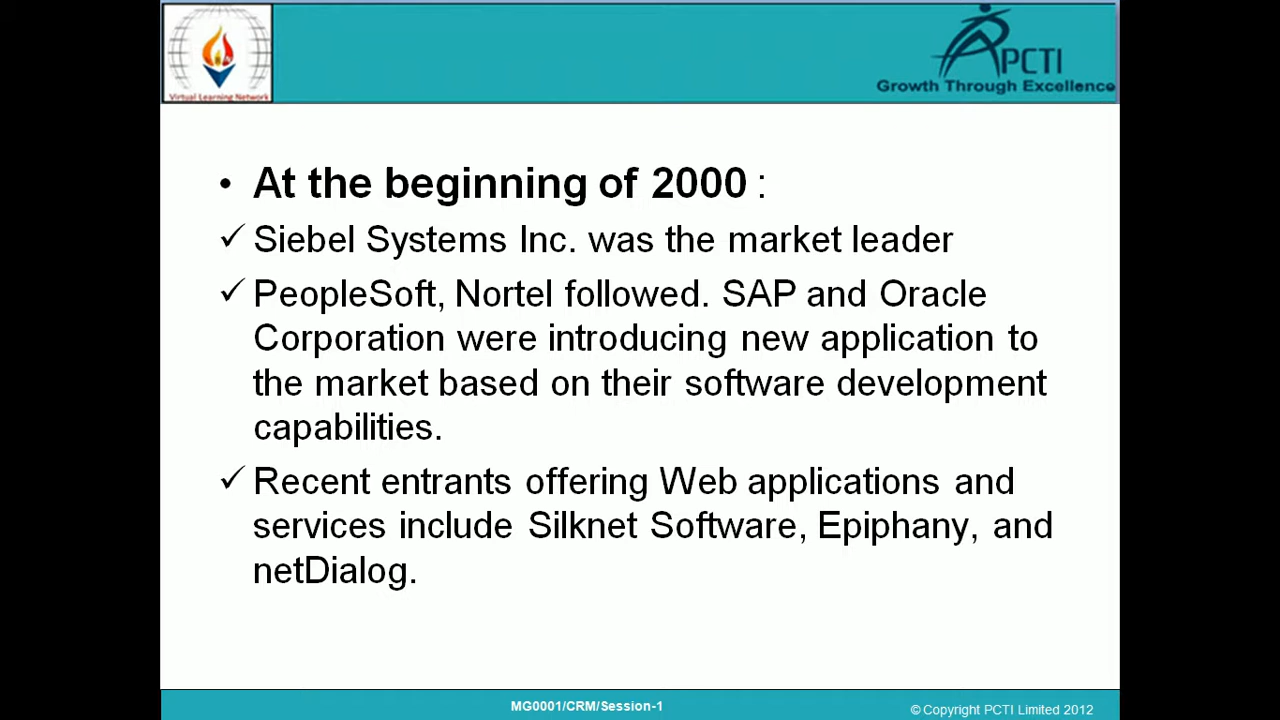 Virtual Learning Network
APCTI
Growth Through Excellence
• At the beginning of 2000 :
✓ Siebel Systems Inc. was the market leader
✓ PeopleSoft, Nortel followed. SAP and Oracle
Corporation were introducing new application to
the market based on their software development
capabilities.
✓ Recent entrants offering Web applications and
services include Silknet Software, Epiphany, and
netDialog.
MG0001/CRM/Session-1
© Copyright PCTI Limited 2012